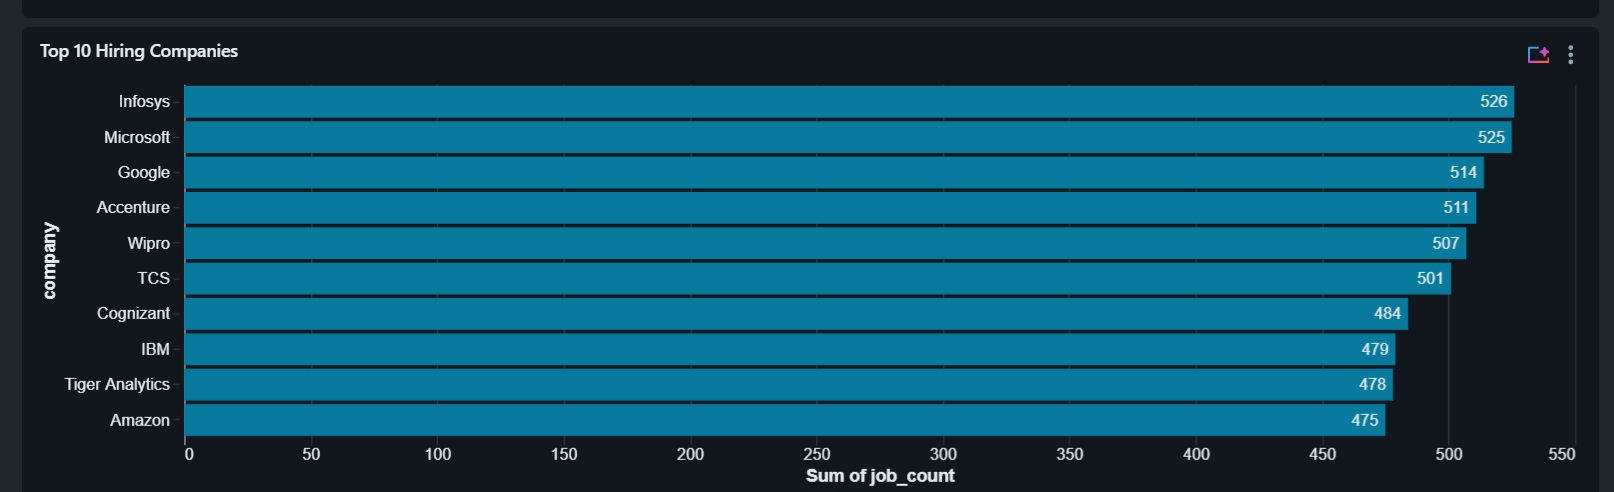 Top 10 Hiring Companies
company
Infosys 526
Microsoft 525
Google 514
Accenture 511
Wipro 507
TCS 501
Cognizant 484
IBM 479
Tiger Analytics 478
Amazon 475
0 50 100 150 200 250 300 350 400 450 500 550
Sum of job_count